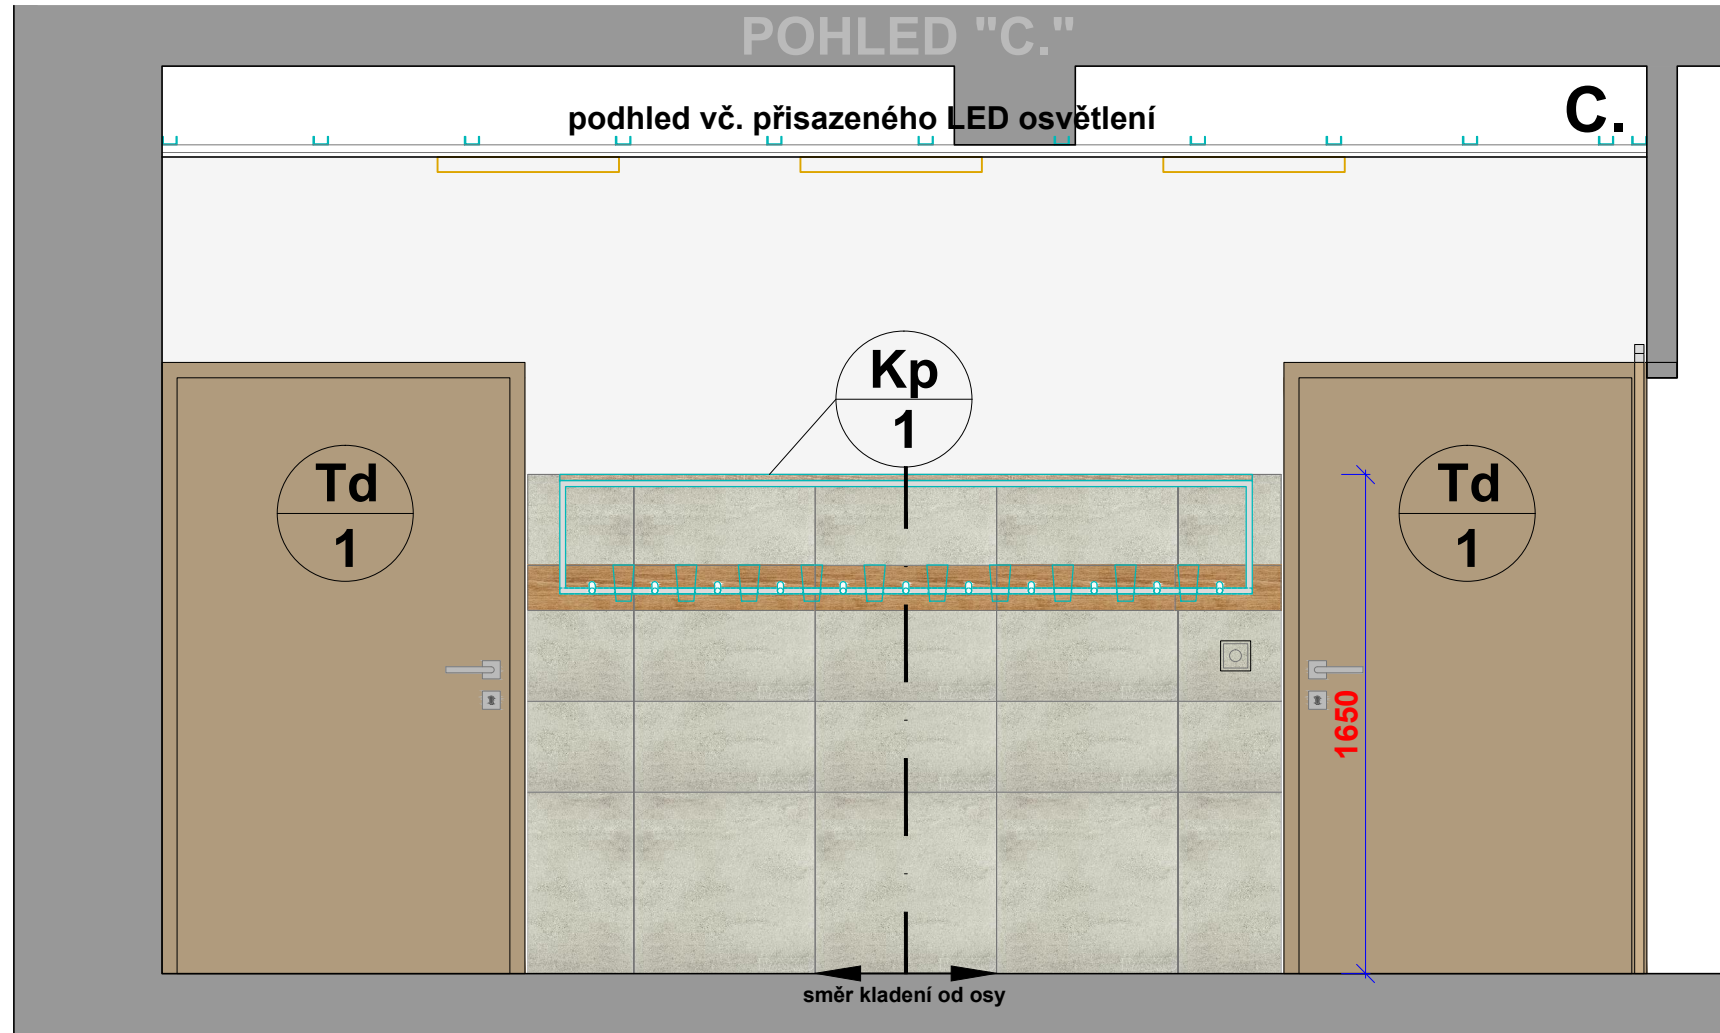 POHLED "C."
podhled vč. přisazeného LED osvětlení
C.
Kp
1
Td
1
Td
1
1650
směr kladení od osy